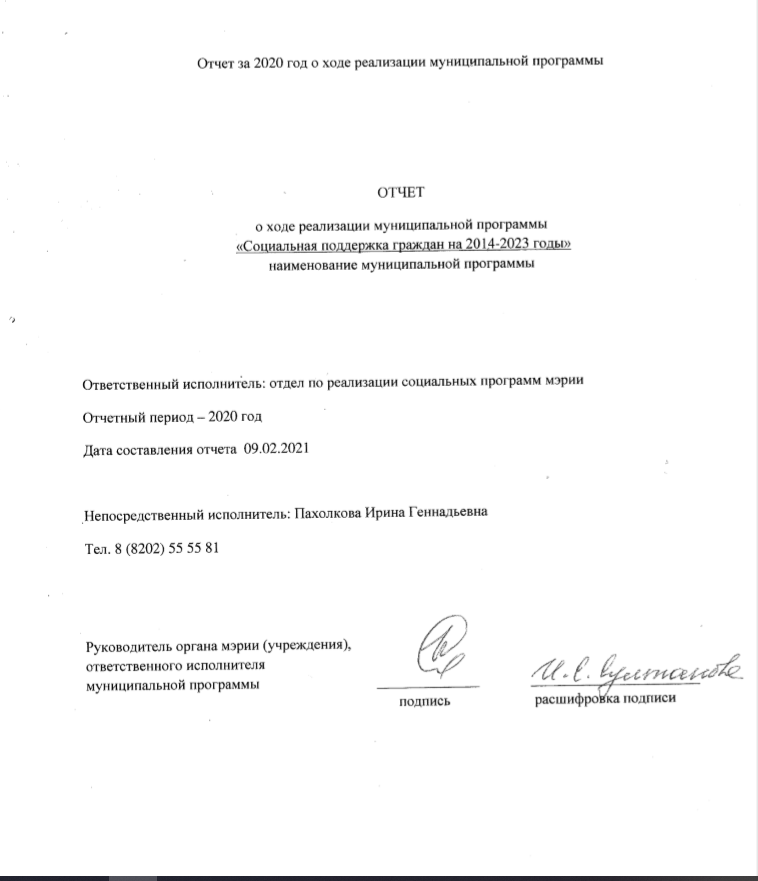 Отчет за 2020 год о ходе реализации муниципальной программы
ОТЧЕТ
о ходе реализации муниципальной программы
«Социальная поддержка граждан на 2014-2023 годы»
наименование муниципальной программы
Ответственный исполнитель: отдел по реализации социальных программ мэрии
Отчетный период – 2020 год
Дата составления отчета 09.02.2021
Непосредственный исполнитель: Пахолкова Ирина Геннадьевна
Тел. 8 (8202) 55 55 81
Руководитель органа мэрии (учреждения),
ответственного исполнителя
муниципальной программы
И.С. Султанова
подпись
расшифровка подписи